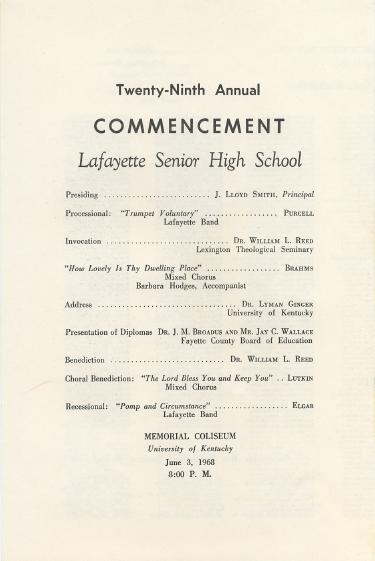 Twenty-Ninth Annual
COMMENCEMENT
Lafayette Senior High School
Presiding .......................... J. LLOYD SMITH, Principal
Processional: "Trumpet Voluntary" .................. PURCELL
Lafayette Band
Invocation .............................. DR. WILLIAM L. REED
Lexington Theological Seminary
"How Lovely Is Thy Dwelling Place" .................. BRAHMS
Mixed Chorus
Barbara Hodges, Accompanist
Address .................................. DR. LYMAN GINGER
University of Kentucky
Presentation of Diplomas DR. J. M. BROADUS AND MR. JAY C. WALLACE
Fayette County Board of Education
Benediction ............................ DR. WILLIAM L. REED
Choral Benediction: "The Lord Bless You and Keep You" .. LUTKIN
Mixed Chorus
Recessional: "Pomp and Circumstance" .................. ELGAR
Lafayette Band
MEMORIAL COLISEUM
University of Kentucky
June 3, 1968
8:00 P. M.